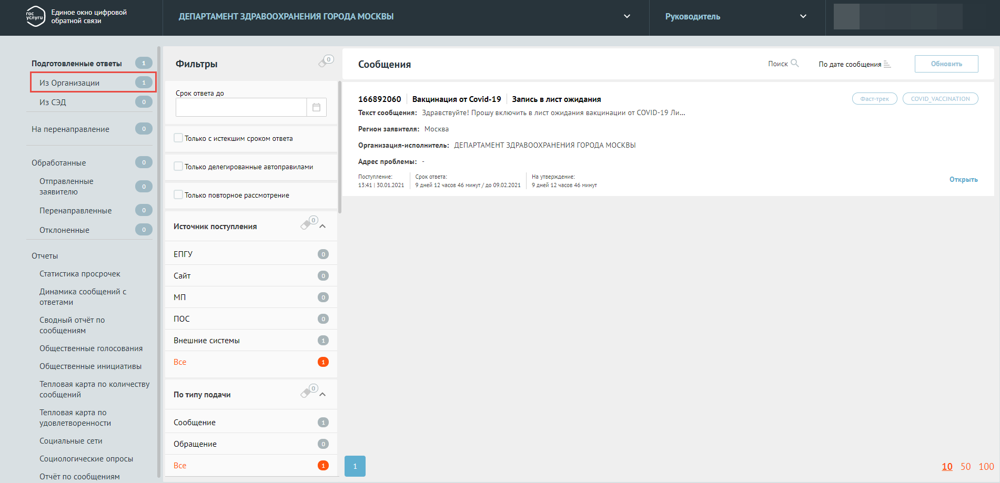 гос
услуги
Единое окно цифровой
обратной связи
ДЕПАРТАМЕНТ ЗДРАВООХРАНЕНИЯ ГОРОДА МОСКВЫ
Руководитель
Подготовленные ответы 1
Из Организации 1
Из СЭД 0
На перенаправление 0
Обработанные 0
Отправленные
заявителю 0
Перенаправленные 0
Отклоненные 0
Отчеты
Статистика просрочек
Динамика сообщений с
ответами
Сводный отчёт по
сообщениям
Общественные голосования
Общественные инициативы
Тепловая карта по количеству
сообщений
Тепловая карта по
удовлетворенности
Социальные сети
Социологические опросы
Отчёт по сообщениям
Фильтры 0
Срок ответа до
Только с истекшим сроком ответа
Только делегированные автоправилами
Только повторное рассмотрение
Источник поступления 0
ЕПГУ 0
Сайт 0
МП 0
ПОС 0
Внешние системы 1
Все 1
По типу подачи 0
Сообщение 1
Обращение 0
Все 1
Сообщения
Поиск
По дате сообщения
Обновить
166892060 Вакцинация от Covid-19 Запись в лист ожидания
Фаст-трек COVID_VACCINATION
Текст сообщения: Здравствуйте! Прошу включить в лист ожидания вакцинации от COVID-19 Ли...
Регион заявителя: Москва
Организация-исполнитель: ДЕПАРТАМЕНТ ЗДРАВООХРАНЕНИЯ ГОРОДА МОСКВЫ
Адрес проблемы: -
Поступление: Срок ответа: На утверждение:
13:41 | 30.01.2021 9 дней 12 часов 46 минут / до 09.02.2021 9 дней 12 часов 46 минут
Открыть
1
10 50 100